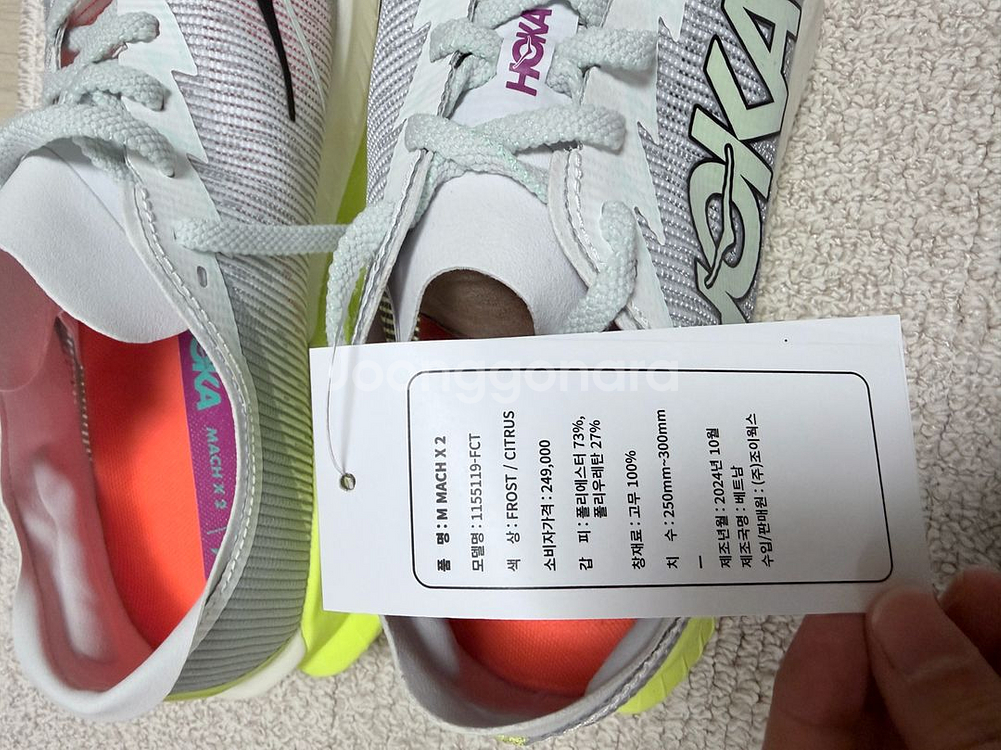 HOKA
HOKA
HOKA
MACH X 2
Joonggonara
품 명 : M MACH X 2
모델명 : 1155119-FCT
색 상 : FROST / CITRUS
소비자가격 : 249,000
갑 피 : 폴리에스터 73%,
폴리우레탄 27%
창재료 : 고무 100%
치 수 : 250mm~300mm
제조년월 : 2024년 10월
제조국명 : 베트남
수입/판매원 : (주)조이웍스